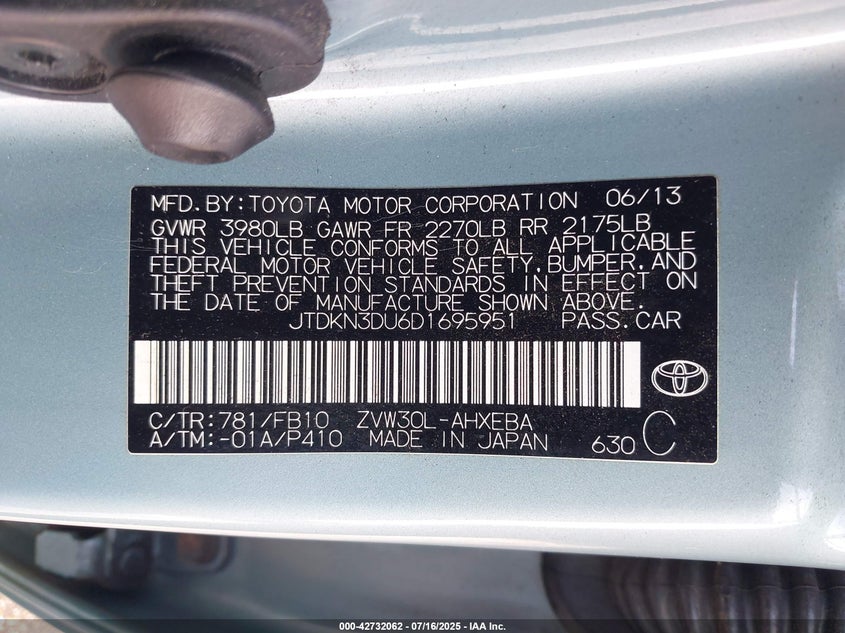 MFD.BY:TOYOTA MOTOR CORPORATION 06/13
GVWR 3980LB GAWR FR 2270LB RR 2175LB
THIS VEHICLE CONFORMS TO ALL APPLICABLE
FEDERAL MOTOR VEHICLE SAFETY,BUMPER,AND
THEFT PREVENTION STANDARDS IN EFFECT ON
THE DATE OF MANUFACTURE SHOWN ABOVE.
JTDKN3DU6D1695951 PASS.CAR
C/TR:781/FB10 ZVW30L-AHXEBA
A/TM:-01A/P410 MADE IN JAPAN 630 C
000-42732062 - 07/16/2025 - IAA Inc.